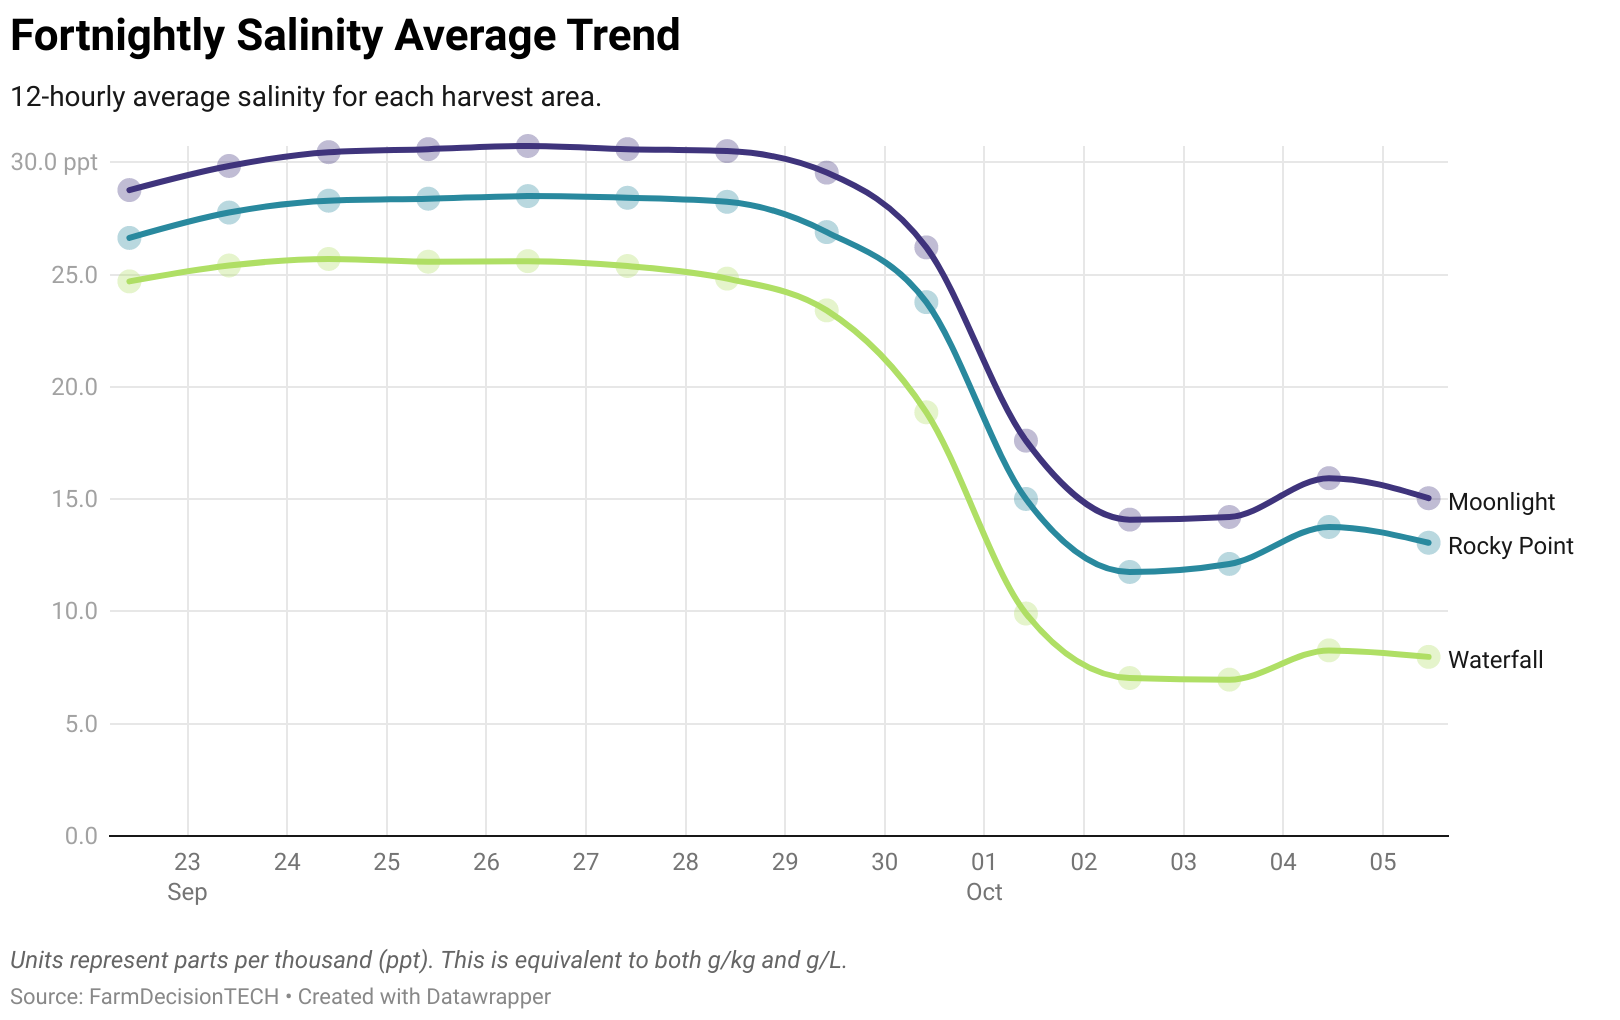 Fortnightly Salinity Average Trend
12-hourly average salinity for each harvest area.
30.0 ppt
25.0
20.0
15.0
10.0
5.0
0.0
Moonlight
Rocky Point
Waterfall
23 24 25 26 27 28 29 30 01 02 03 04 05
Sep Oct
Units represent parts per thousand (ppt). This is equivalent to both g/kg and g/L.
Source: FarmDecisionTECH • Created with Datawrapper